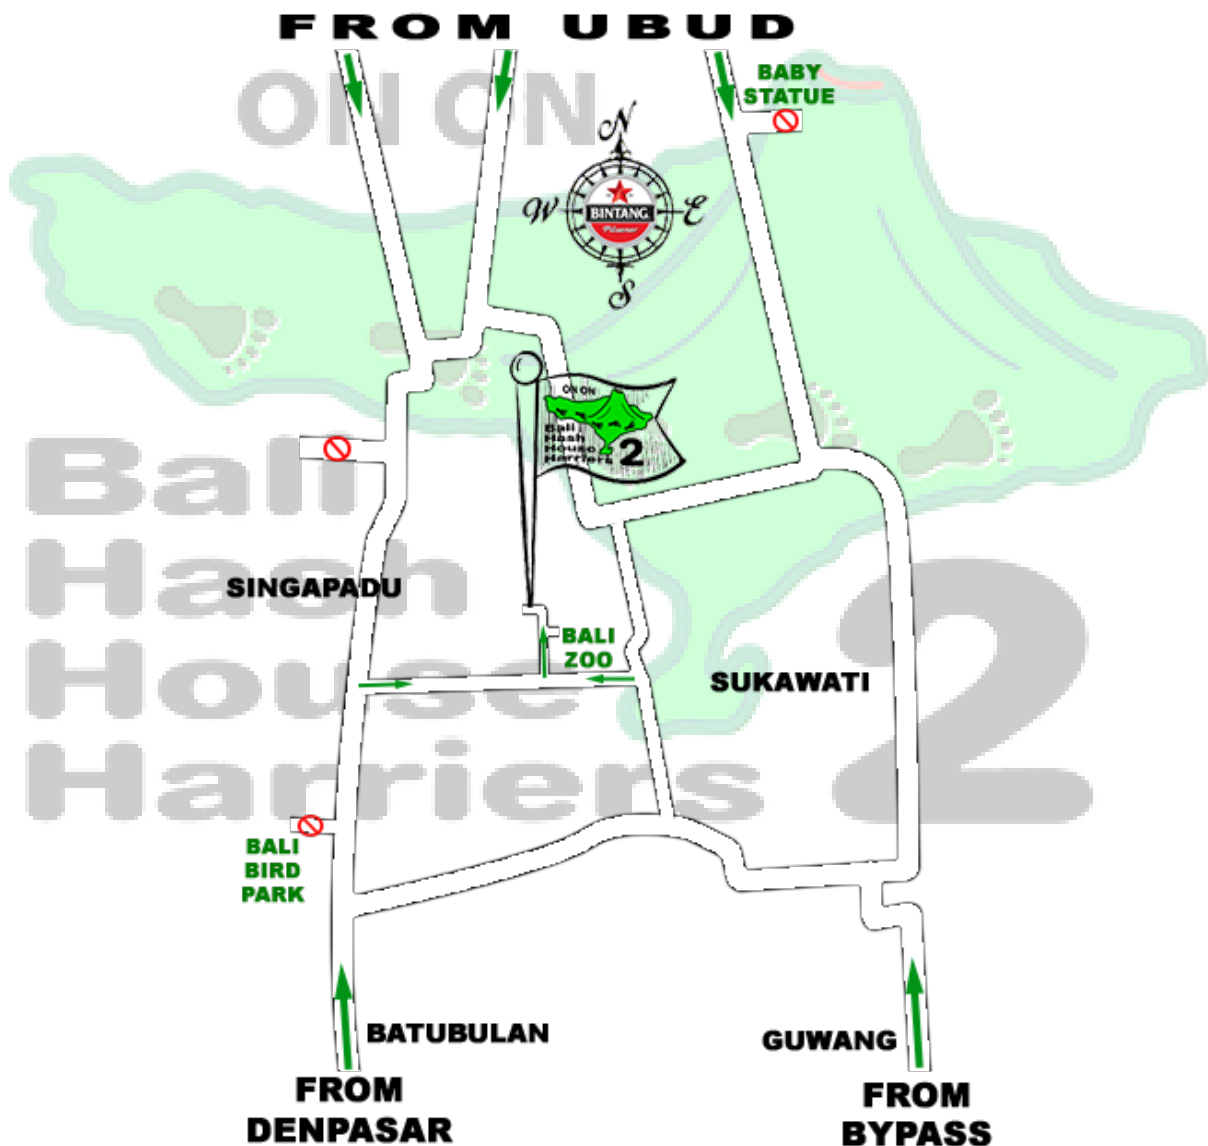 FROM UBUD
ON ON
BABY
STATUE
N
W
E
S
BINTANG
Pilsener
ON ON
Bali
Hash
House
Harriers
2
Bali
Hash
House
Harriers
2
SINGAPADU
BALI
ZOO
SUKAWATI
BALI
BIRD
PARK
BATUBULAN
GUWANG
FROM
DENPASAR
FROM
BYPASS